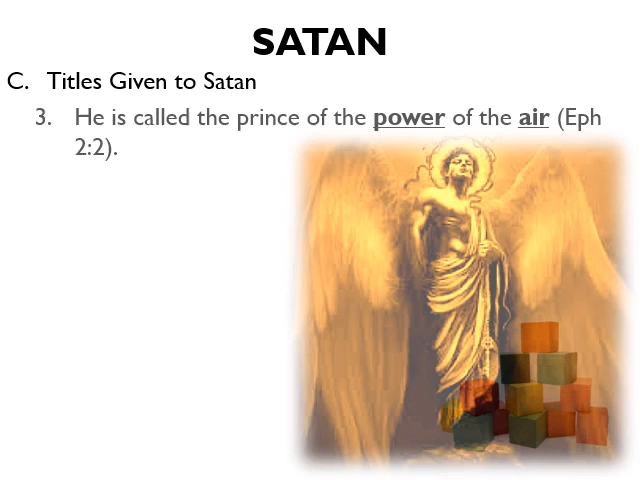 SATAN
C. Titles Given to Satan
3. He is called the prince of the power of the air (Eph
2:2).